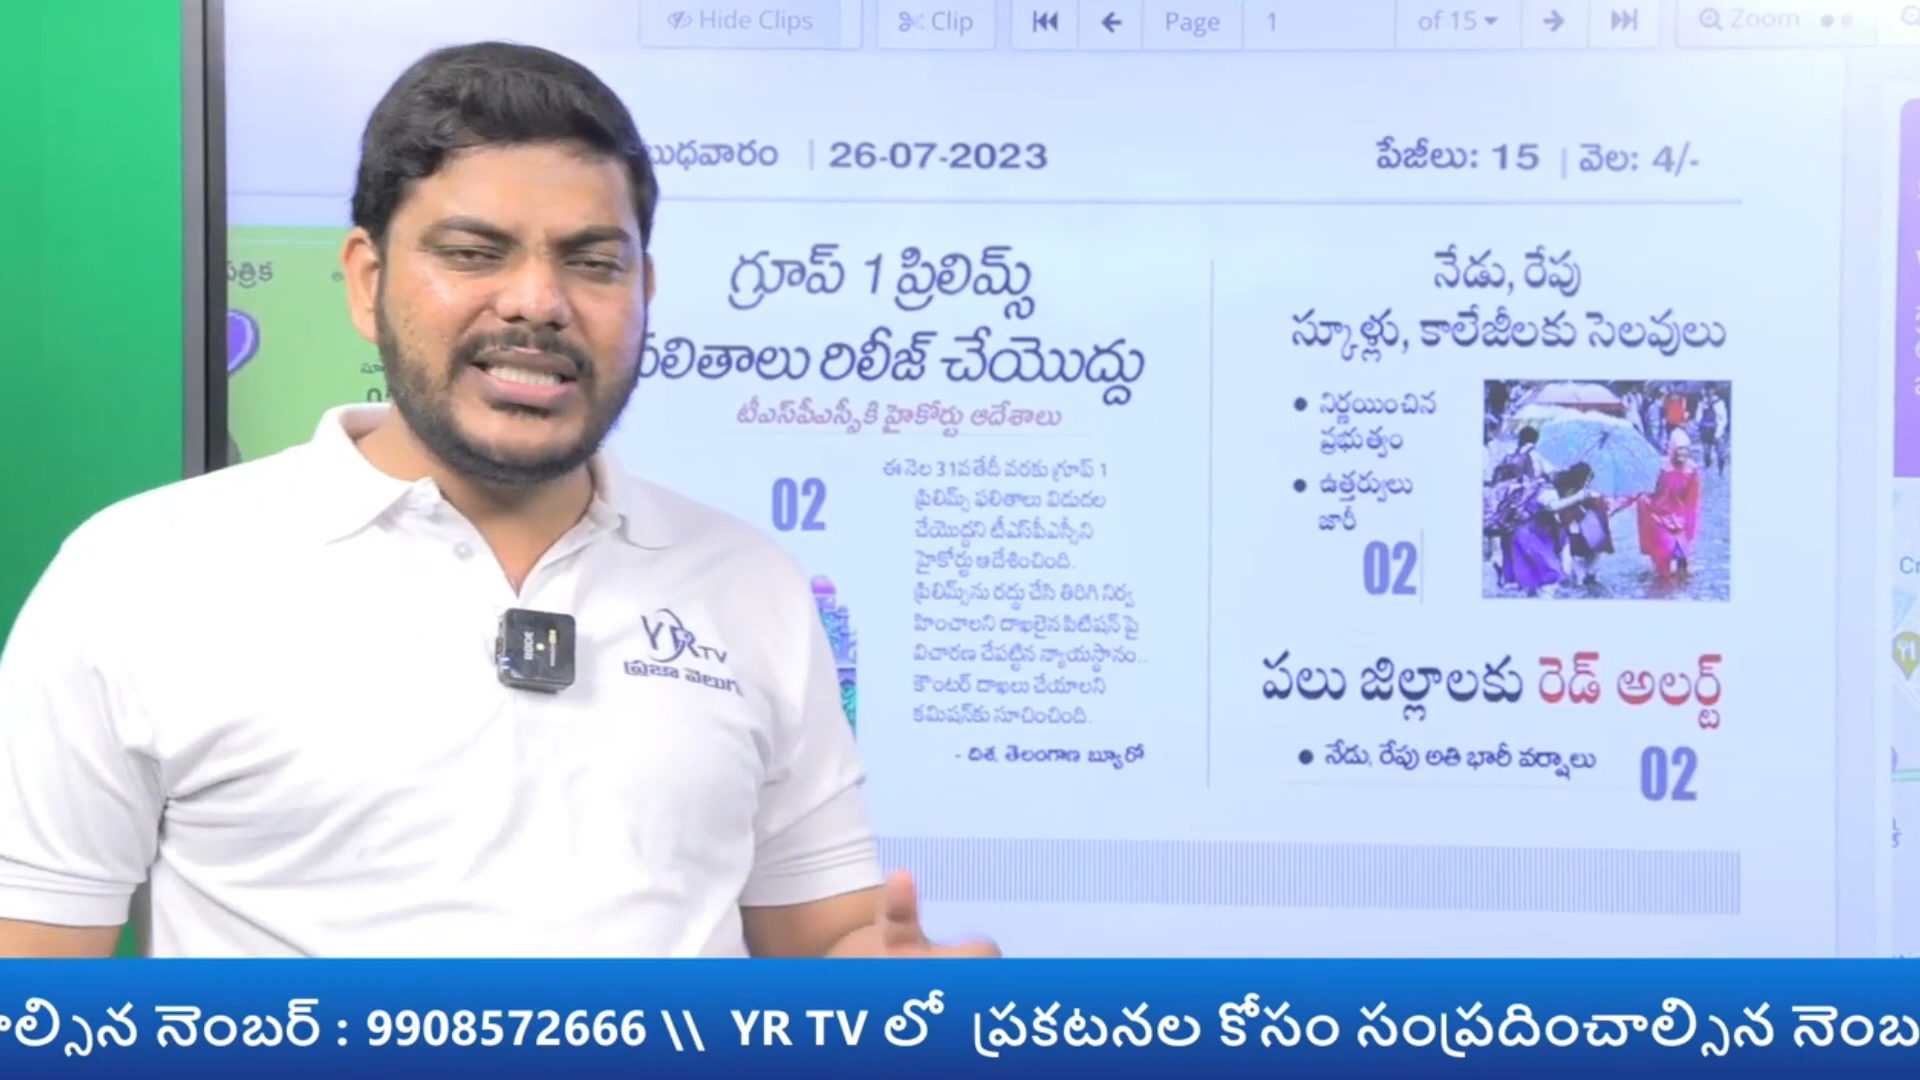 Hide Clips
Clip
Page
1
of 15
Zoom
బుధవారం | 26-07-2023
పేజీలు: 15 | వెల: 4/-
గ్రూప్ 1 ప్రిలిమ్స్
ఫలితాలు రిలీజ్ చేయొద్దు
టీఎస్‌పీఎస్సీకి హైకోర్టు ఆదేశాలు
02
ఈ నెల 31వతేదీ వరకు గ్రూప్ 1
ప్రిలిమ్స్ ఫలితాలు విడుదల
చేయొద్దని టీఎస్‌పీఎస్సీని
హైకోర్టు ఆదేశించింది.
ప్రిలిమ్స్‌ను రద్దు చేసి తిరిగి నిర్వ
హించాలని దాఖలైన పిటిషన్ పై
విచారణ చేపట్టిన న్యాయస్థానం..
కౌంటర్ దాఖలు చేయాలని
కమిషన్‌కు సూచించింది.
- దిశ, తెలంగాణ బ్యూరో
నేడు, రేపు
స్కూళ్లు, కాలేజీలకు సెలవులు
• నిర్ణయించిన
ప్రభుత్వం
• ఉత్తర్వులు
జారీ
02
పలు జిల్లాలకు రెడ్ అలర్ట్
• నేడు, రేపు అతి భారీ వర్షాలు
02
RODE
YR TV
ప్రజా వెలుగు
ాల్సిన నెంబర్ : 9908572666 \\ YR TV లో ప్రకటనల కోసం సంప్రదించాల్సిన నెంబ